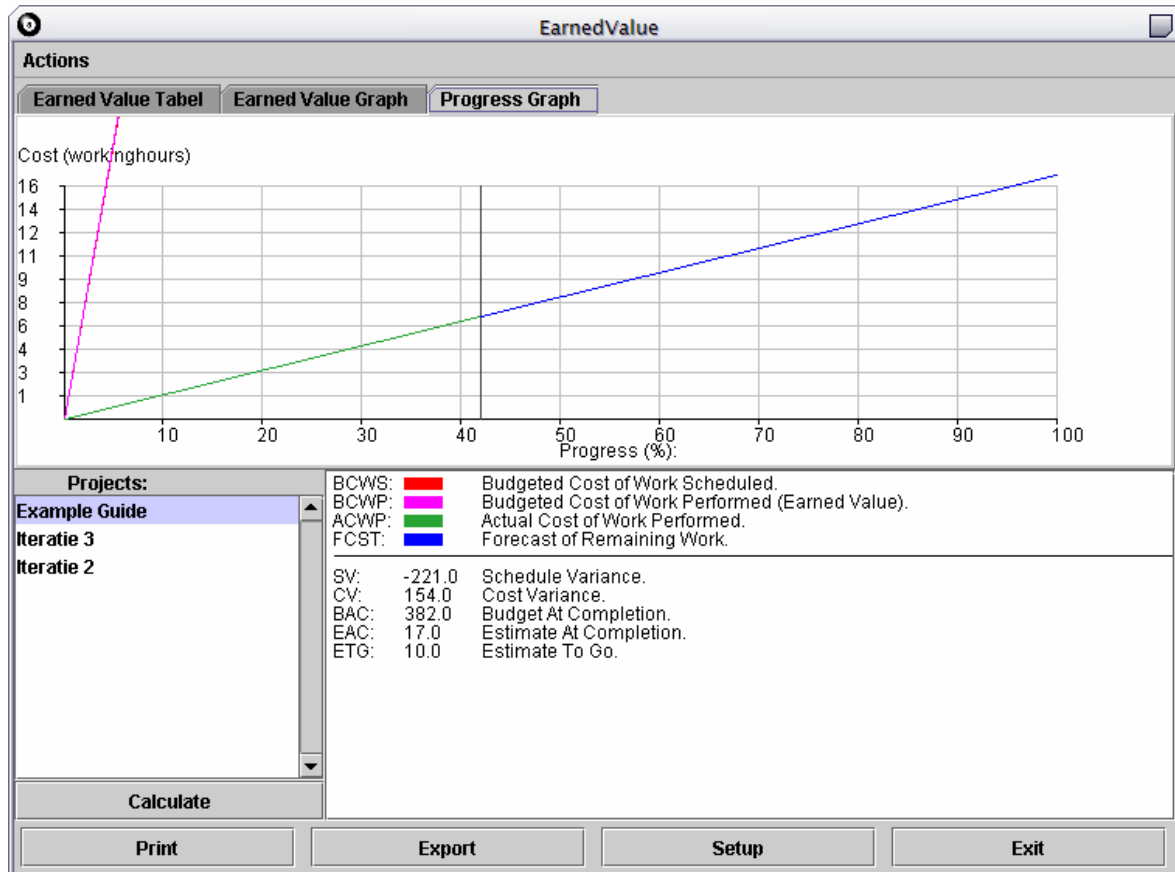 EarnedValue
Actions
Earned Value Tabel Earned Value Graph Progress Graph
Cost (workinghours)
16
14
12
11
9
8
6
4
3
1
10 20 30 40 50 60 70 80 90 100
Progress (%):
Projects:
Example Guide
Iteratie 3
Iteratie 2
Calculate
BCWS: Budgeted Cost of Work Scheduled.
BCWP: Budgeted Cost of Work Performed (Earned Value).
ACWP: Actual Cost of Work Performed.
FCST: Forecast of Remaining Work.
SV: -221.0 Schedule Variance.
CV: 154.0 Cost Variance.
BAC: 382.0 Budget At Completion.
EAC: 17.0 Estimate At Completion.
ETG: 10.0 Estimate To Go.
Print Export Setup Exit